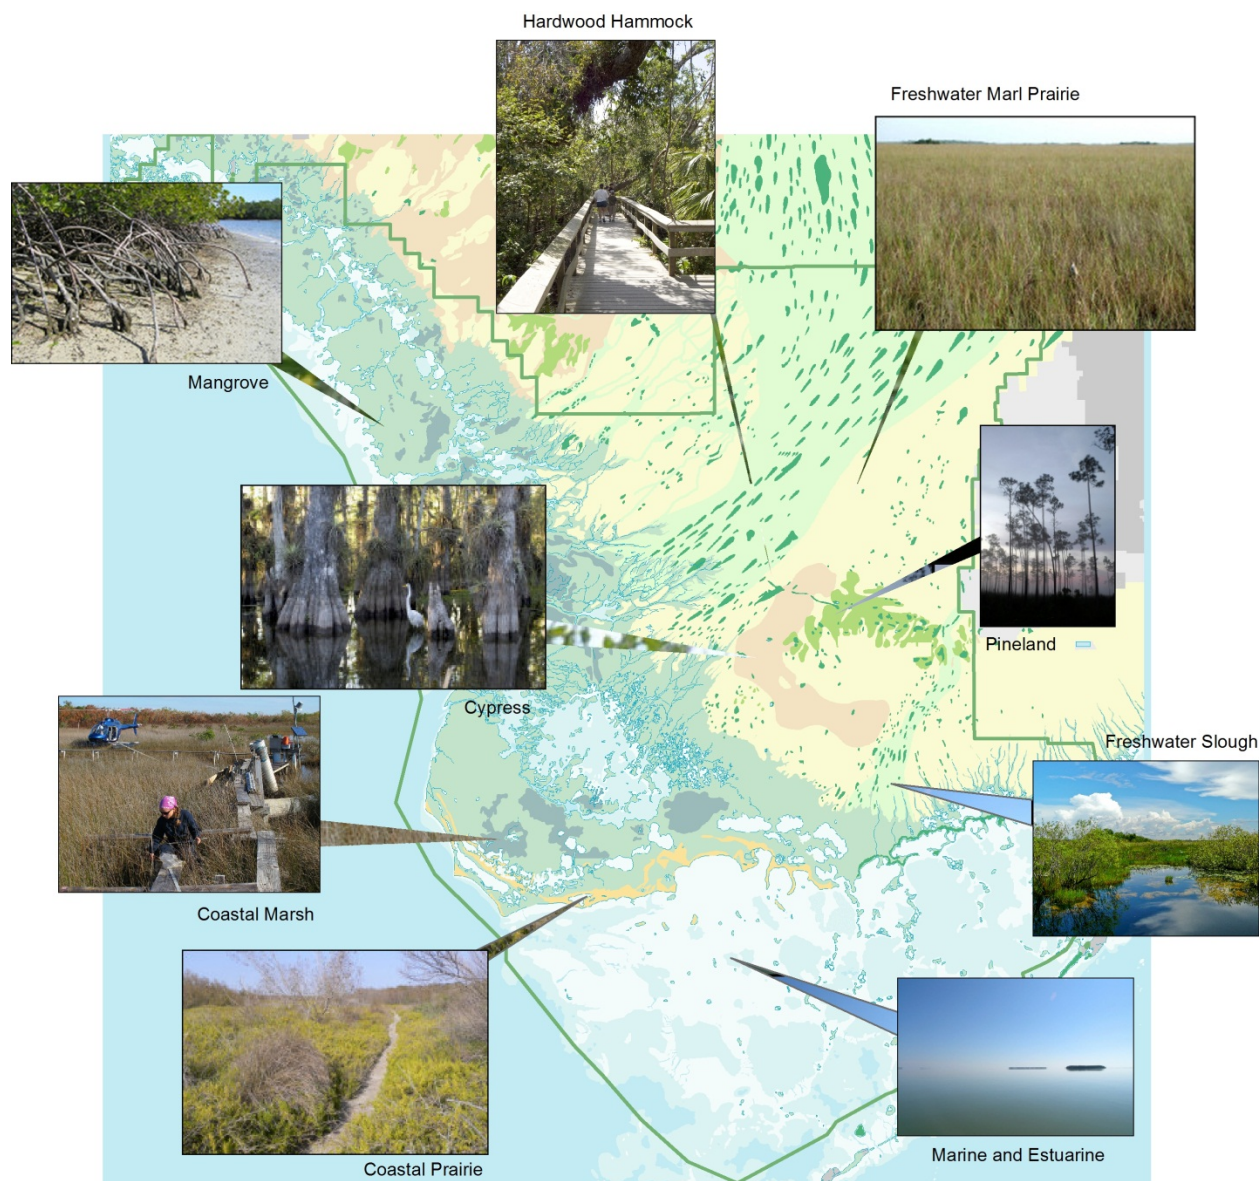 Hardwood Hammock
Freshwater Marl Prairie
Mangrove
Pineland
Cypress
Freshwater Slough
Coastal Marsh
Marine and Estuarine
Coastal Prairie